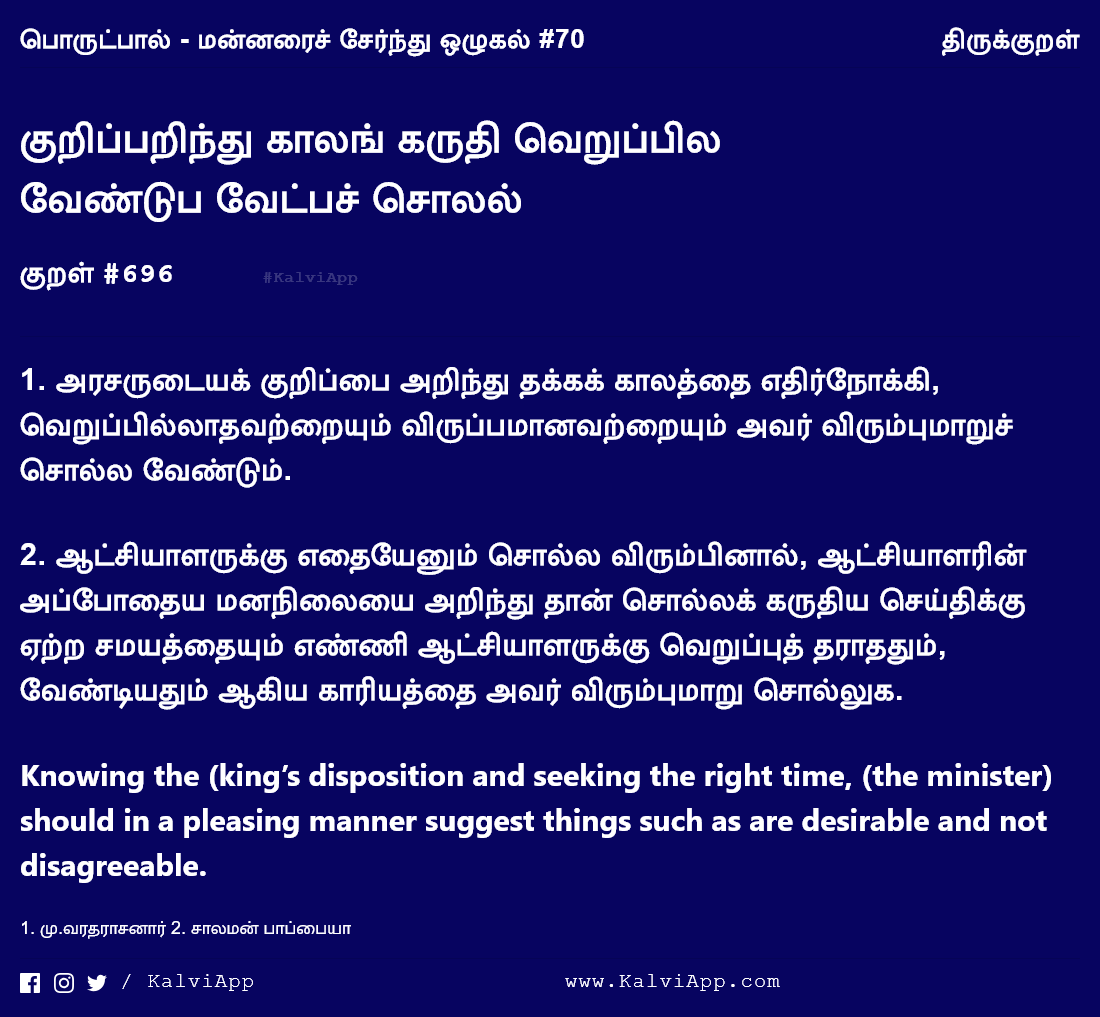 பொருட்பால் - மன்னரைச் சேர்ந்து ஒழுகல் #70 திருக்குறள்
குறிப்பறிந்து காலங் கருதி வெறுப்பில
வேண்டுப வேட்பச் சொலல்
குறள் #696 #KalviApp
1. அரசருடையக் குறிப்பை அறிந்து தக்கக் காலத்தை எதிர்நோக்கி,
வெறுப்பில்லாதவற்றையும் விருப்பமானவற்றையும் அவர் விரும்புமாறுச்
சொல்ல வேண்டும்.
2. ஆட்சியாளருக்கு எதையேனும் சொல்ல விரும்பினால், ஆட்சியாளரின்
அப்போதைய மனநிலையை அறிந்து தான் சொல்லக் கருதிய செய்திக்கு
ஏற்ற சமயத்தையும் எண்ணி ஆட்சியாளருக்கு வெறுப்புத் தராததும்,
வேண்டியதும் ஆகிய காரியத்தை அவர் விரும்புமாறு சொல்லுக.
Knowing the (king’s disposition and seeking the right time, (the minister)
should in a pleasing manner suggest things such as are desirable and not
disagreeable.
1. மு.வரதராசனார் 2. சாலமன் பாப்பையா
/ KalviApp www.KalviApp.com